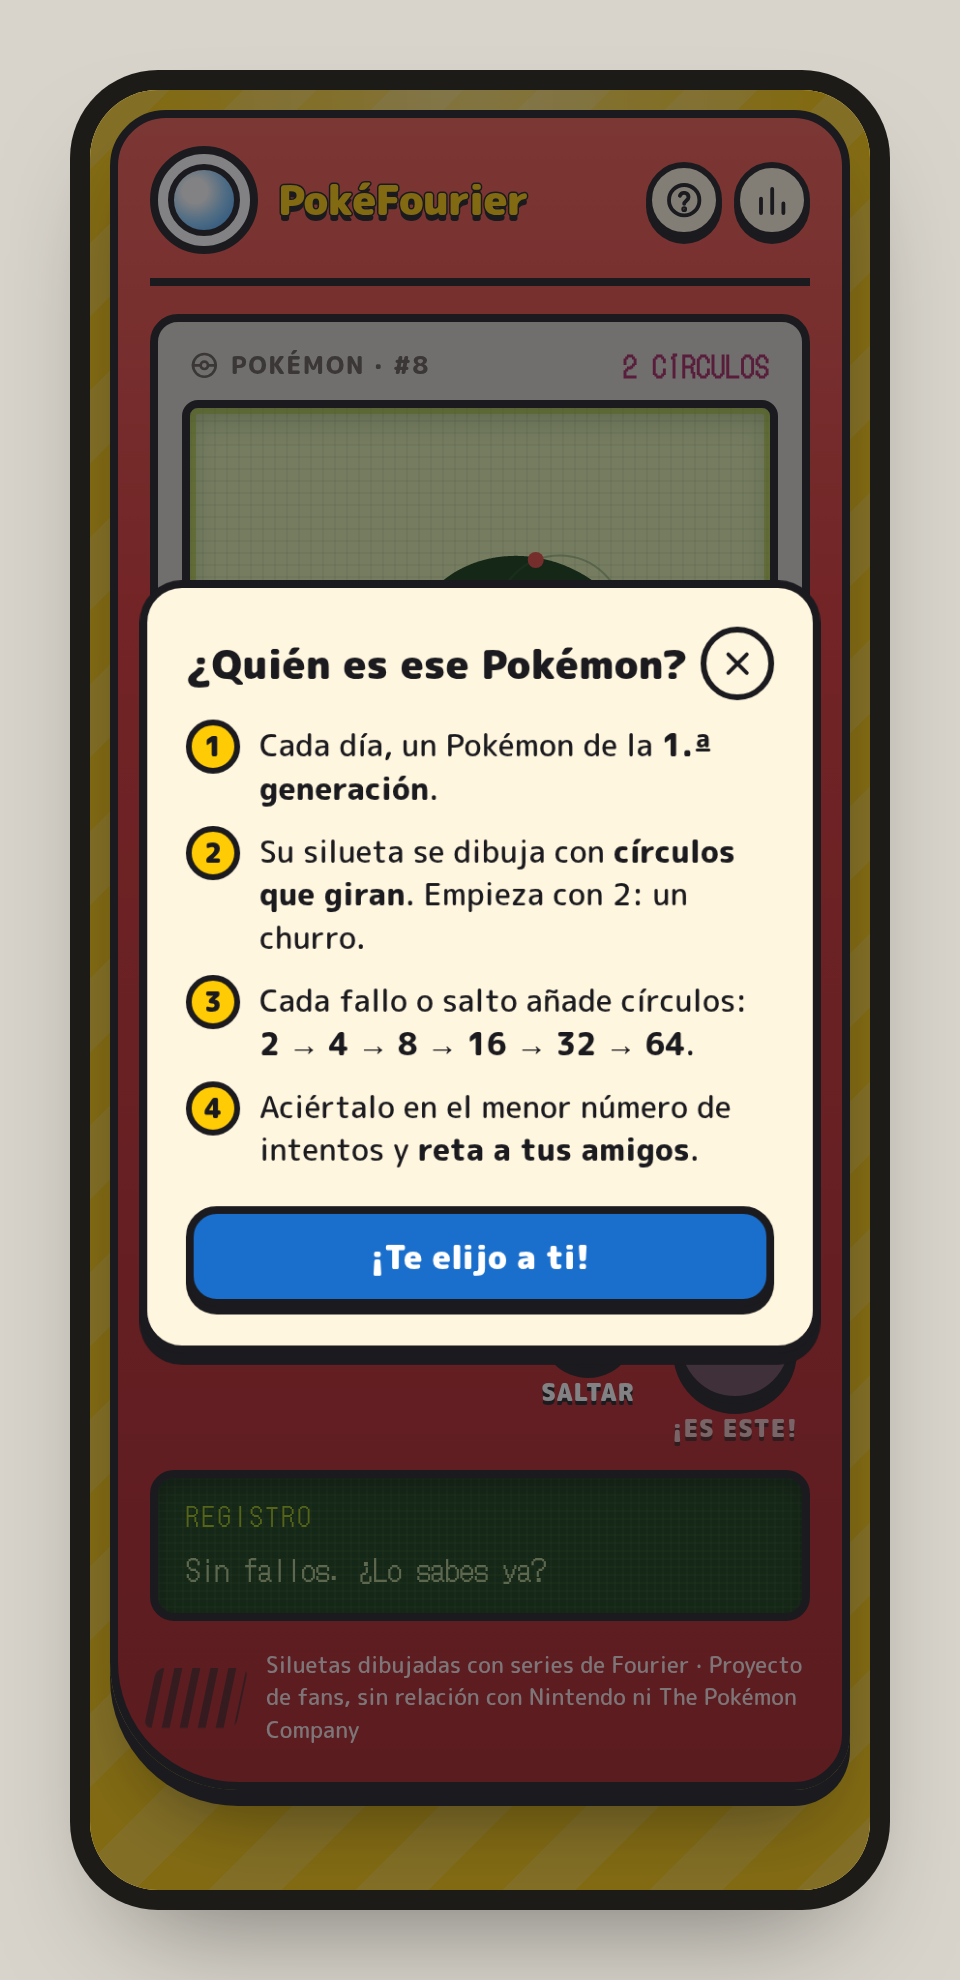 PokéFourier
POKÉMON · #8
2 CÍRCULOS
¿Quién es ese Pokémon?
1
Cada día, un Pokémon de la 1.ª
generación.
2
Su silueta se dibuja con círculos
que giran. Empieza con 2: un
churro.
3
Cada fallo o salto añade círculos:
2 → 4 → 8 → 16 → 32 → 64.
4
Aciértalo en el menor número de
intentos y reta a tus amigos.
¡Te elijo a ti!
SALTAR
¡ES ESTE!
REGISTRO
Sin fallos. ¿Lo sabes ya?
Siluetas dibujadas con series de Fourier · Proyecto
de fans, sin relación con Nintendo ni The Pokémon
Company